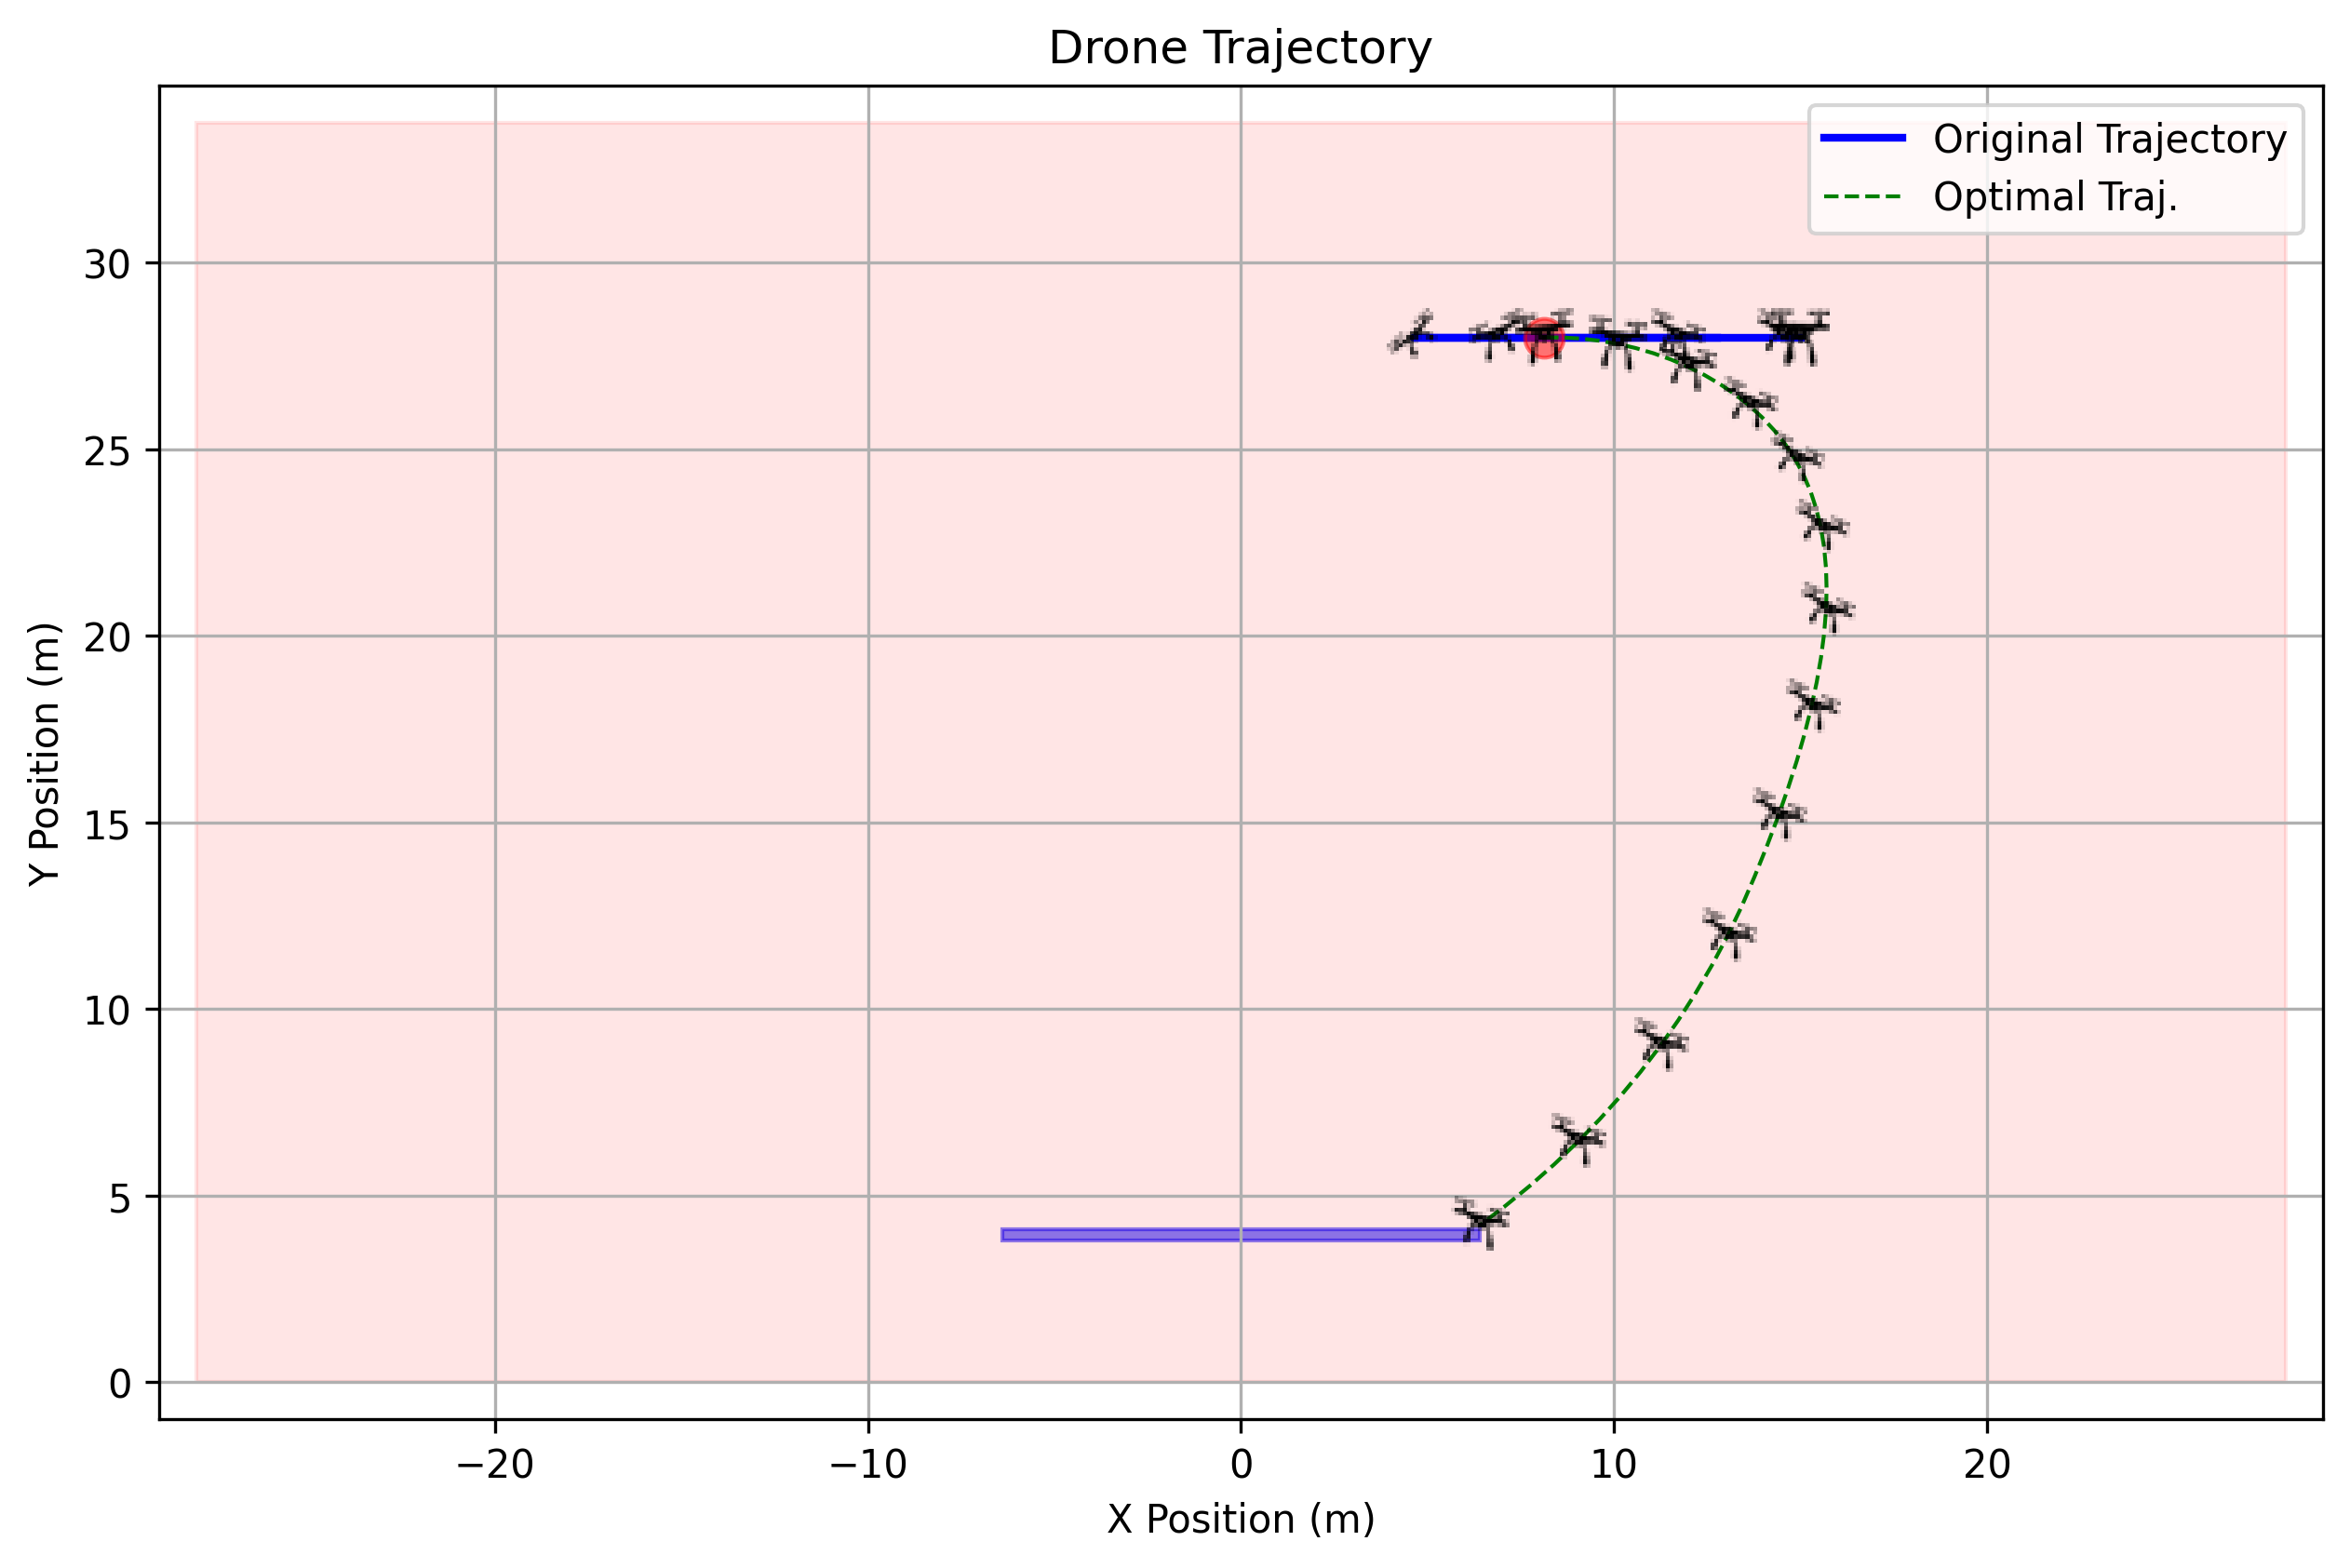 Drone Trajectory
Original Trajectory
Optimal Traj.
30
25
20
15
10
5
0
Y Position (m)
−20
−10
0
10
20
X Position (m)